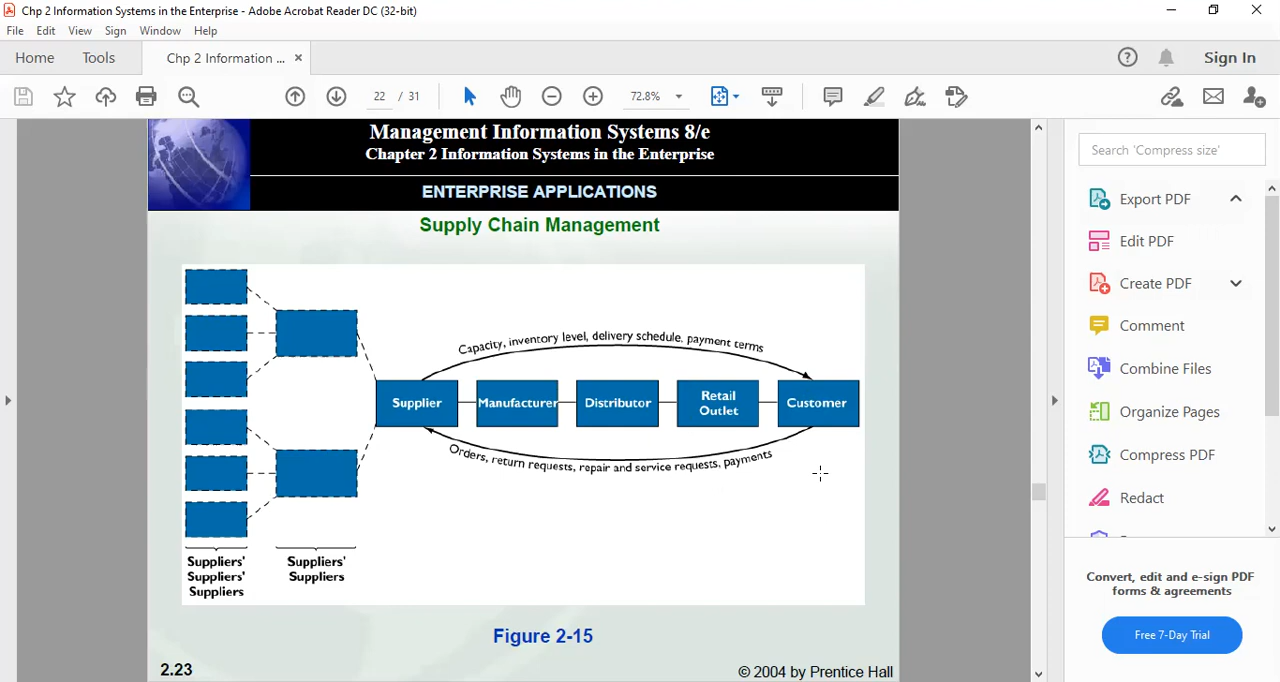 Chp 2 Information Systems in the Enterprise - Adobe Acrobat Reader DC (32-bit)
File Edit View Sign Window Help
Home Tools Chp 2 Information ... × Sign In
22 / 31 72.8%
Management Information Systems 8/e
Chapter 2 Information Systems in the Enterprise
ENTERPRISE APPLICATIONS
Supply Chain Management
Capacity, inventory level, delivery schedule, payment terms
Supplier
Manufacturer
Distributor
Retail
Outlet
Customer
Orders, return requests, repair and service requests, payments
Suppliers'
Suppliers'
Suppliers
Suppliers'
Suppliers
Figure 2-15
2.23
© 2004 by Prentice Hall
Search 'Compress size'
Export PDF
Edit PDF
Create PDF
Comment
Combine Files
Organize Pages
Compress PDF
Redact
Convert, edit and e-sign PDF
forms & agreements
Free 7-Day Trial